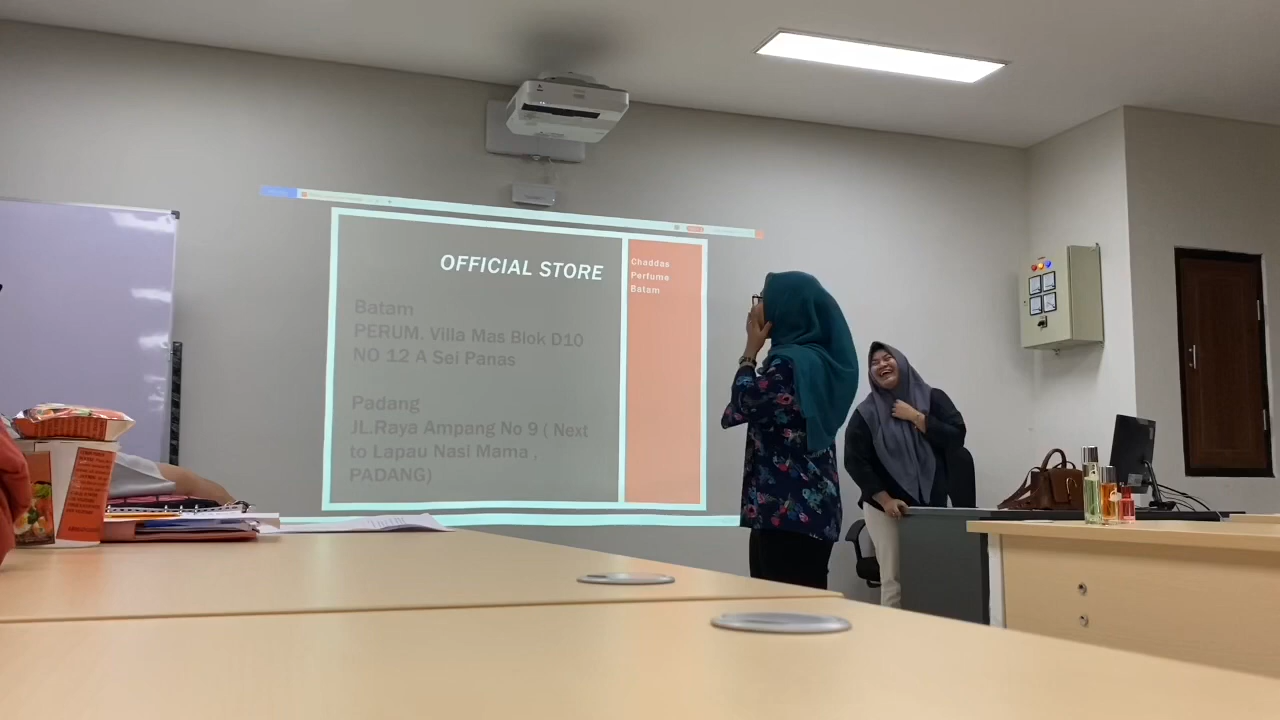 OFFICIAL STORE
Batam
PERUM. Villa Mas Blok D10
NO 12 A Sei Panas
Padang
JL.Raya Ampang No 9 ( Next
to Lapau Nasi Mama ,
PADANG)
Chaddas
Perfume
Batam